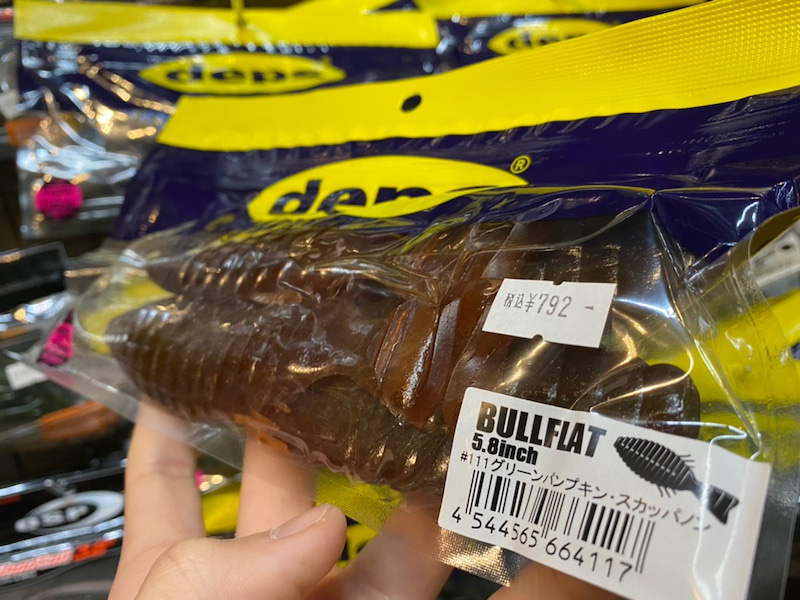 deps
deps®
税込¥792
BULLFLAT
5.8inch
#111グリーンパンプキン・スカッパノン
4 544565 664117
OSP